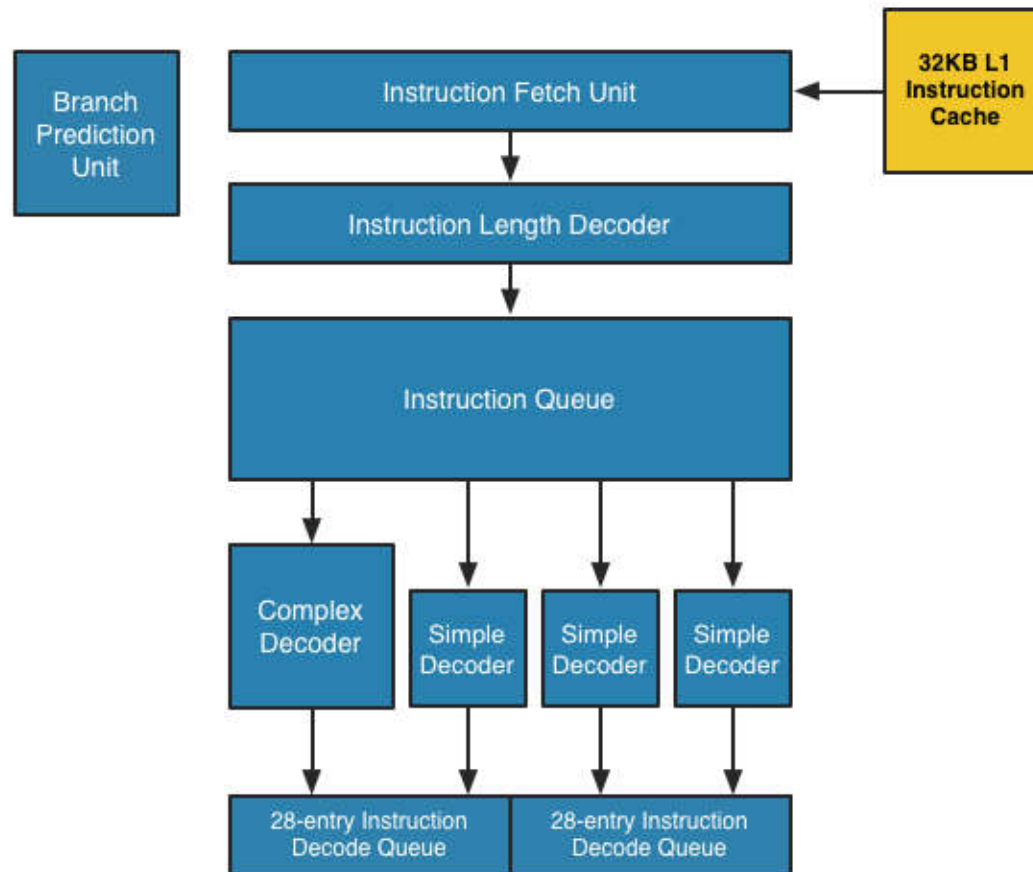 Branch
Prediction
Unit
Instruction Fetch Unit
32KB L1
Instruction
Cache
Instruction Length Decoder
Instruction Queue
Complex
Decoder
Simple
Decoder
Simple
Decoder
Simple
Decoder
28-entry Instruction
Decode Queue
28-entry Instruction
Decode Queue